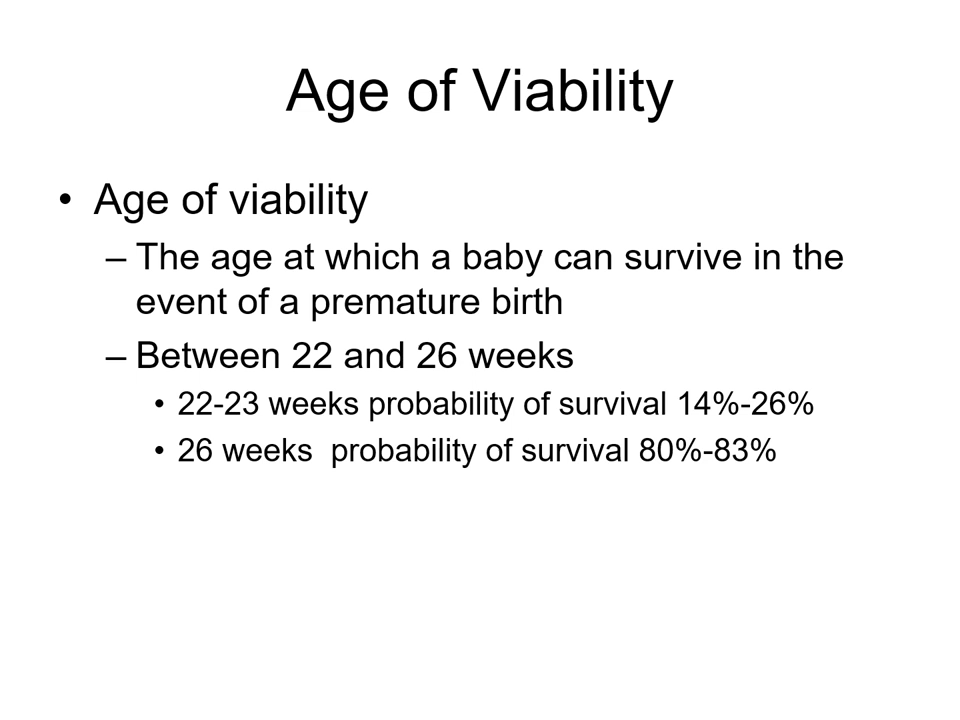 Age of Viability
• Age of viability
– The age at which a baby can survive in the
event of a premature birth
– Between 22 and 26 weeks
• 22-23 weeks probability of survival 14%-26%
• 26 weeks  probability of survival 80%-83%